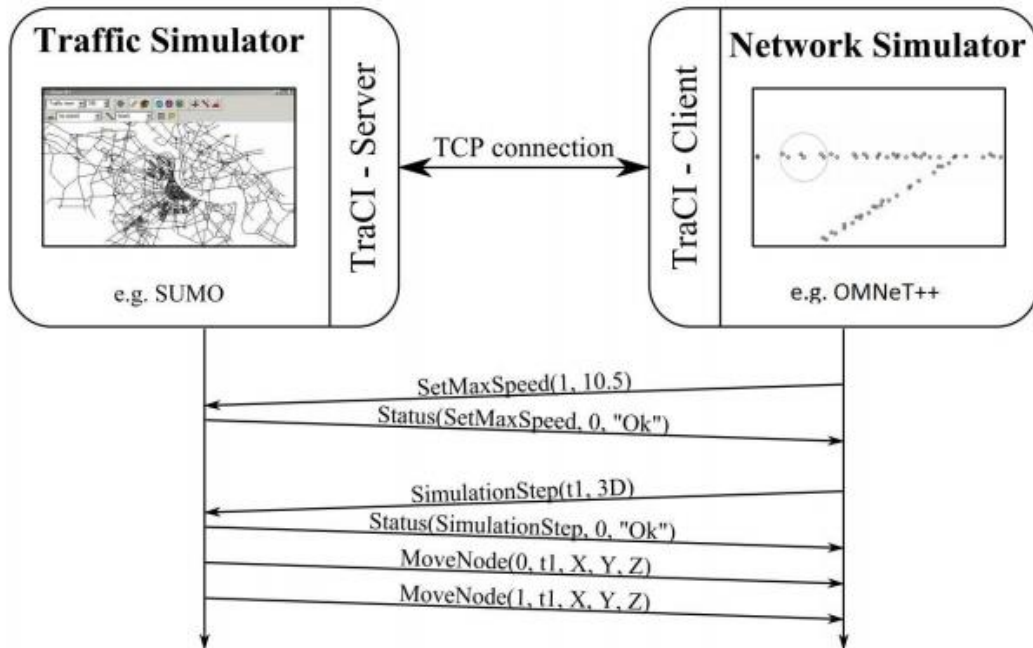 Traffic Simulator
e.g. SUMO
TraCI - Server
TCP connection
TraCI - Client
Network Simulator
e.g. OMNeT++
SetMaxSpeed(1, 10.5)
Status(SetMaxSpeed, 0, "Ok")
SimulationStep(t1, 3D)
Status(SimulationStep, 0, "Ok")
MoveNode(0, t1, X, Y, Z)
MoveNode(1, t1, X, Y, Z)